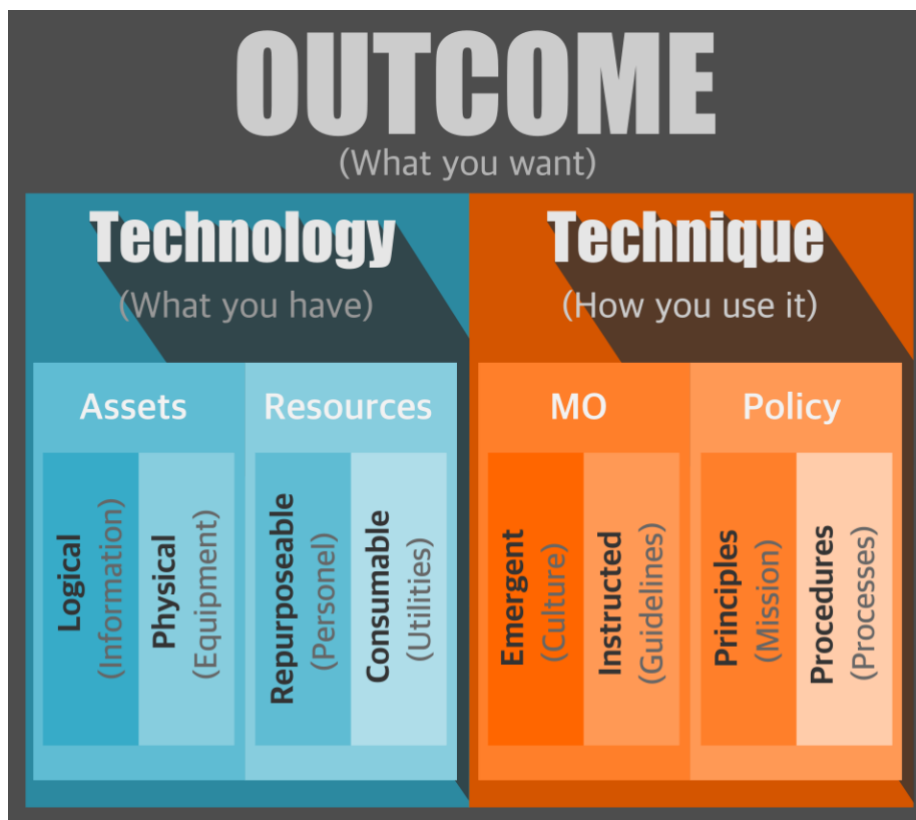 OUTCOME
(What you want)
Technology
(What you have)
Assets
Logical
(Information)
Physical
(Equipment)
Resources
Repurposeable
(Personel)
Consumable
(Utilities)
Technique
(How you use it)
MO
Emergent
(Culture)
Instructed
(Guidelines)
Policy
Principles
(Mission)
Procedures
(Processes)